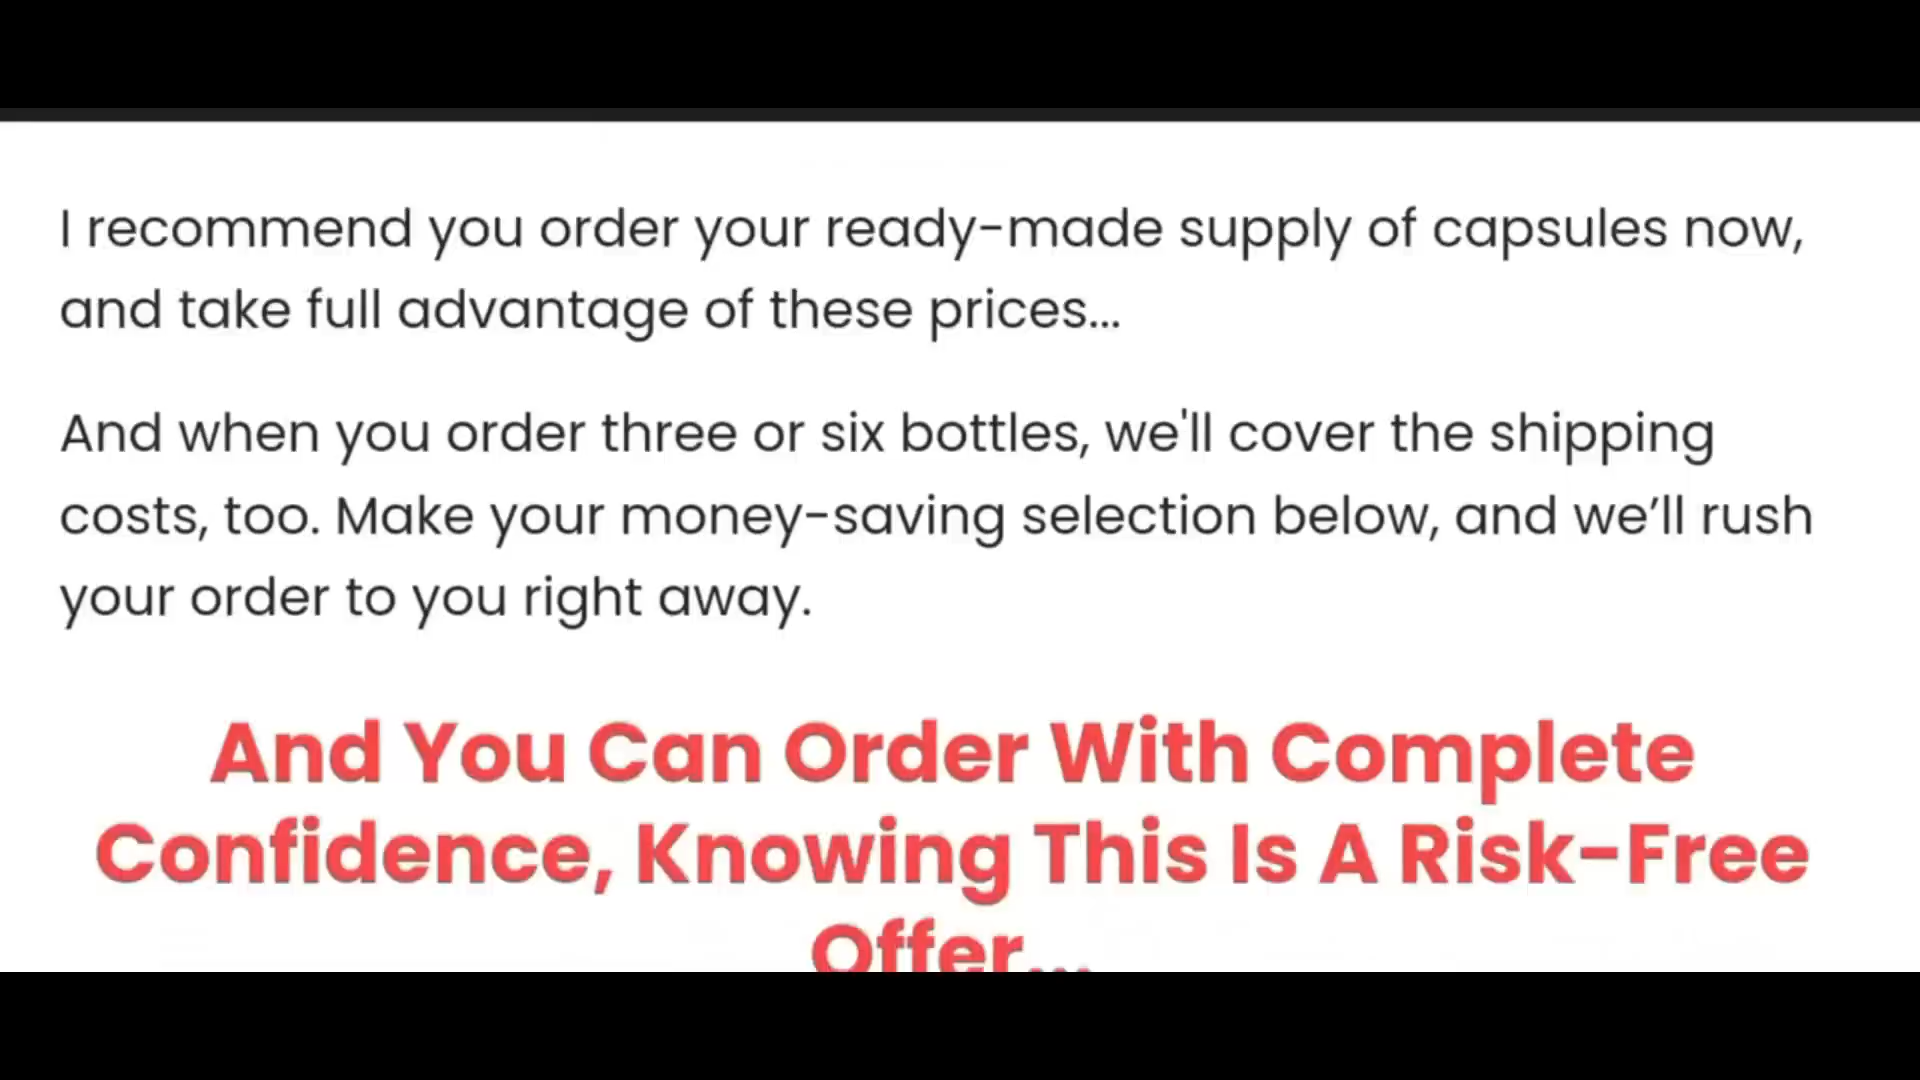 I recommend you order your ready-made supply of capsules now,
and take full advantage of these prices...
And when you order three or six bottles, we'll cover the shipping
costs, too. Make your money-saving selection below, and we’ll rush
your order to you right away.
And You Can Order With Complete
Confidence, Knowing This Is A Risk-Free
Offer...